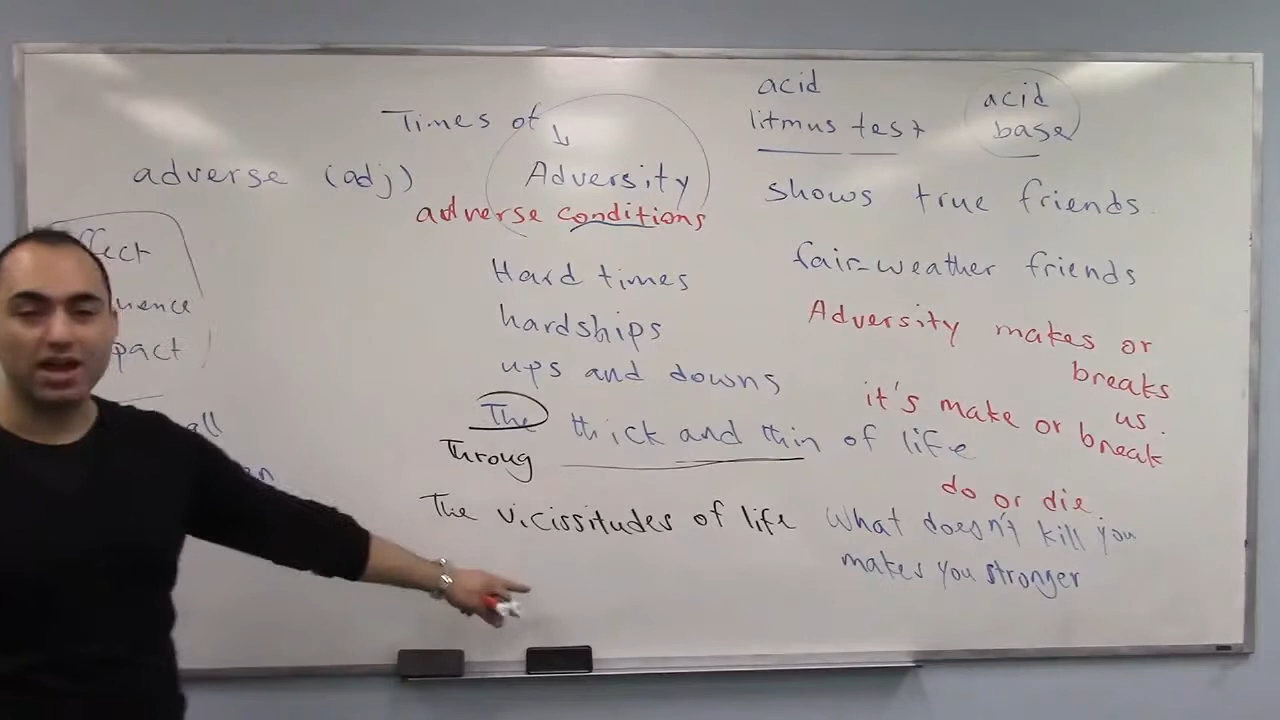 adverse (adj)
Times of
Adversity
adverse conditions
Hard times
hardships
ups and downs
The thick and thin of life
Throug
The vicissitudes of life
acid
litmus test
acid
base
shows true friends.
fair-weather friends
Adversity makes or
breaks
us.
it's make or break
do or die.
What doesn't kill you
makes you stronger